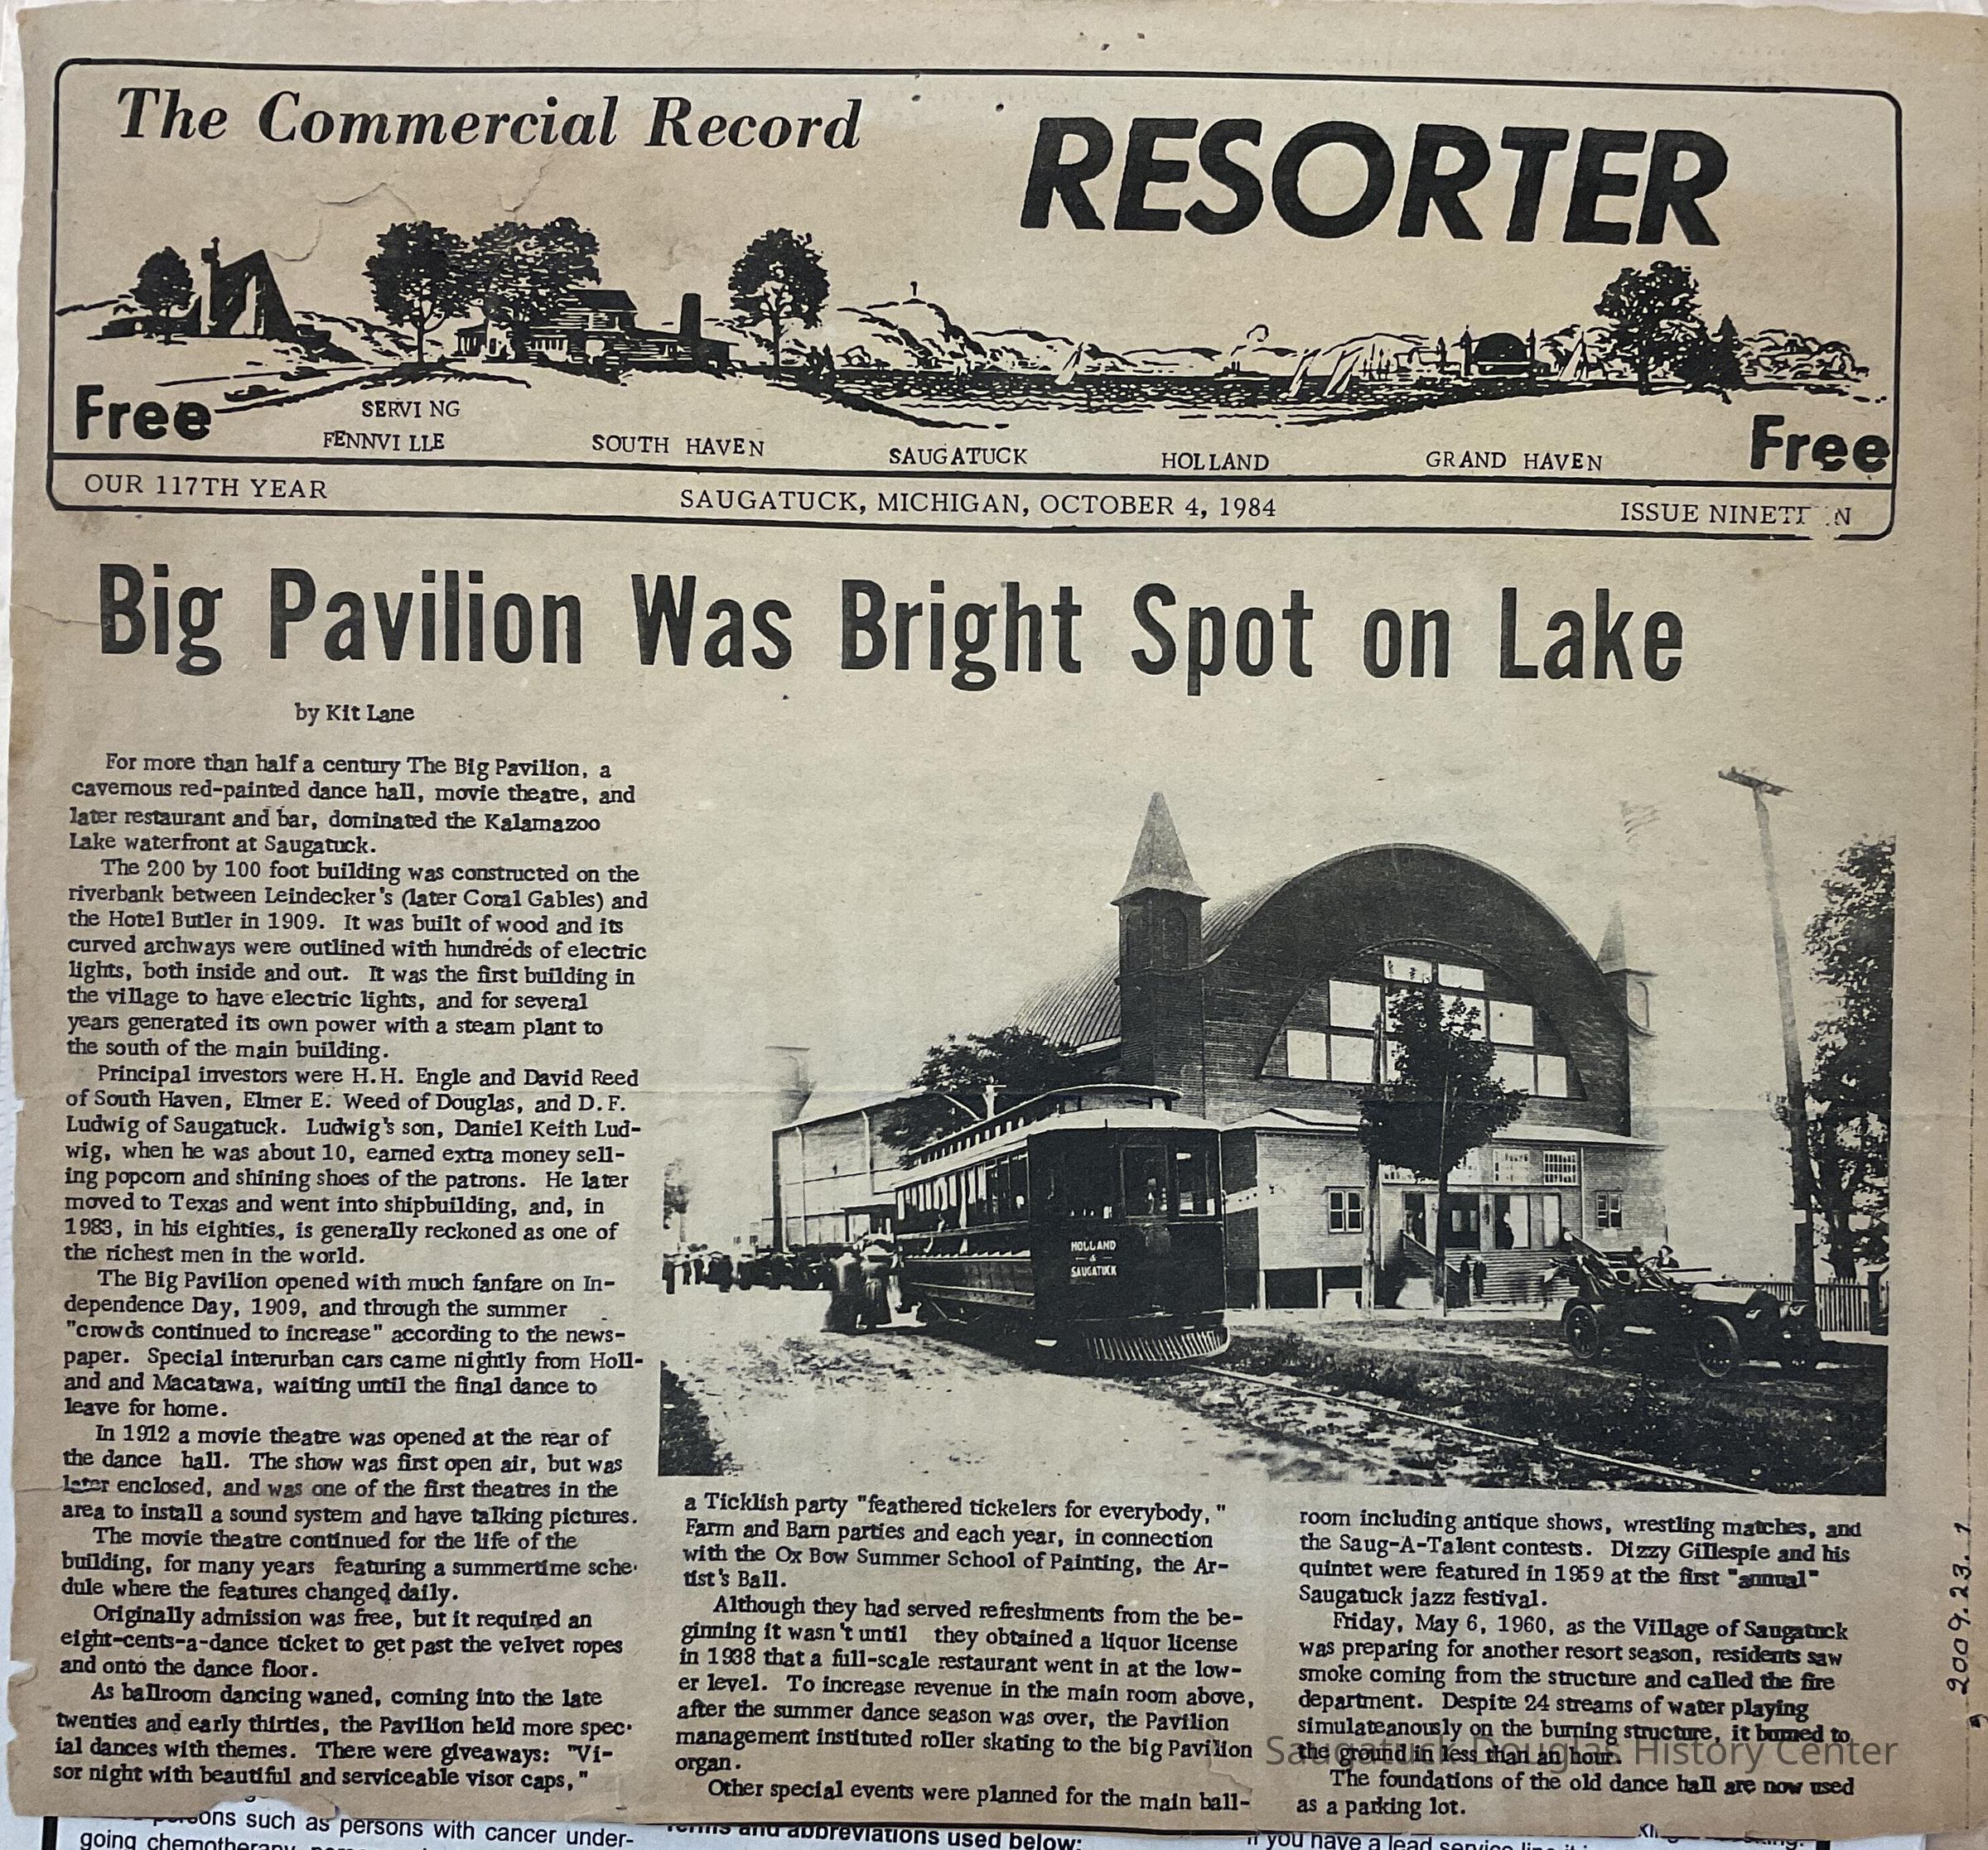 The Commercial Record
RESORTER
Free
SERVING
FENNVILLE
SOUTH HAVEN
SAUGATUCK
HOLLAND
GRAND HAVEN
Free
OUR 117TH YEAR
SAUGATUCK, MICHIGAN, OCTOBER 4, 1984
ISSUE
Big Pavilion Was Bright Spot on Lake
by Kit Lane
For more than half a century The Big Pavilion, a
cavernous red-painted dance hall, movie theatre, and
later restaurant and bar, dominated the Kalamazoo
Lake waterfront at Saugatuck.
The 200 by 100 foot building was constructed on the
riverbank between Leindecker's (later Coral Gables) and
the Hotel Butler in 1909. It was built of wood and its
curved archways were outlined with hundreds of electric
lights, both inside and out. It was the first building in
the village to have electric lights, and for several
years generated its own power with a steam plant to
the south of the main building.
Principal investors were H.H. Engle and David Reed
of South Haven, Elmer E. Weed of Douglas, and D.F.
Ludwig of Saugatuck. Ludwig's son, Daniel Keith Lud-
wig, when he was about 10, earned extra money sell-
ing popcorn and shining shoes of the patrons. He later
moved to Texas and went into shipbuilding, and, in
1983, in his eighties, is generally reckoned as one of
the richest men in the world.
The Big Pavilion opened with much fanfare on In-
dependence Day, 1909, and through the summer
"crowds continued to increase" according to the news-
paper. Special interurban cars came nightly from Holl-
and and Macatawa, waiting until the final dance to
leave for home.
In 1912 a movie theatre was opened at the rear of
the dance hall. The show was first open air, but was
later enclosed, and was one of the first theatres in the
area to install a sound system and have talking pictures.
The movie theatre continued for the life of the
building, for many years featuring a summertime sche-
dule where the features changed daily.
Originally admission was free, but it required an
eight-cents-a-dance ticket to get past the velvet ropes
and onto the dance floor.
As ballroom dancing waned, coming into the late
twenties and early thirties, the Pavilion held more spec-
ial dances with themes. There were giveaways: "Vi-
sor night with beautiful and serviceable visor caps,"
HOLLAND
&
SAUGATUCK
a Ticklish party "feathered tickelers for everybody,"
Farm and Barn parties and each year, in connection
with the Ox Bow Summer School of Painting, the Ar-
tist's Ball.
Although they had served refreshments from the be-
ginning it wasn't until they obtained a liquor license
in 1938 that a full-scale restaurant went in at the low-
er level. To increase revenue in the main room above,
after the summer dance season was over, the Pavilion
management instituted roller skating to the big Pavilion
organ.
Other special events were planned for the main ball-
room including antique shows, wrestling matches, and
the Saug-A-Talent contests. Dizzy Gillespie and his
quintet were featured in 1959 at the first "annual"
Saugatuck jazz festival.
Friday, May 6, 1960, as the Village of Saugatuck
was preparing for another resort season, residents saw
smoke coming from the structure and called the fire
department. Despite 24 streams of water playing
simulateanously on the burning structure, it burned to
the ground in less than an hour.
The foundations of the old dance hall are now used
as a parking lot.
2009.23.1
Saugatuck Douglas History Center
such as persons with cancer under-
going chemotherapy
and abbreviations used below:
you have a lead service line